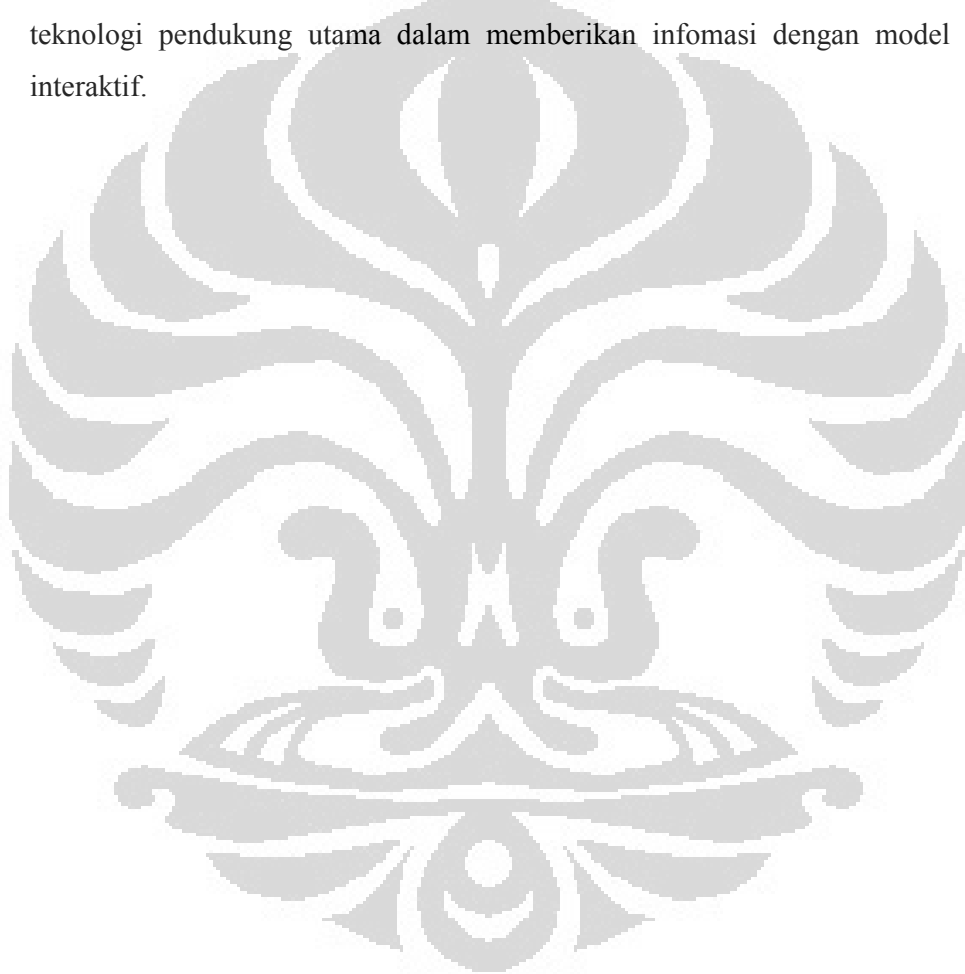 teknologi pendukung utama dalam memberikan infomasi dengan model
interaktif.